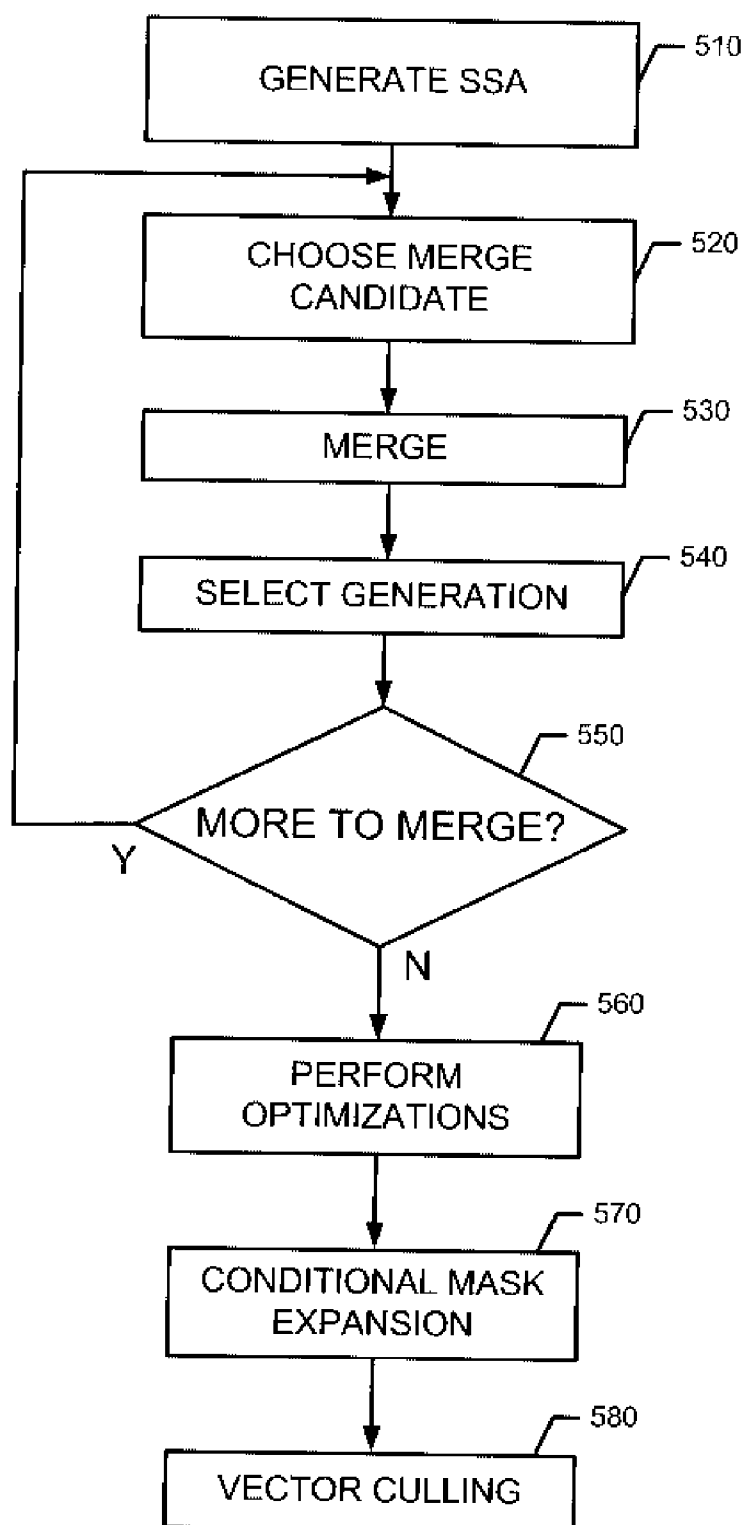 510
GENERATE SSA
520
CHOOSE MERGE
CANDIDATE
530
MERGE
540
SELECT GENERATION
550
MORE TO MERGE?
Y
N
560
PERFORM
OPTIMIZATIONS
570
CONDITIONAL MASK
EXPANSION
580
VECTOR CULLING